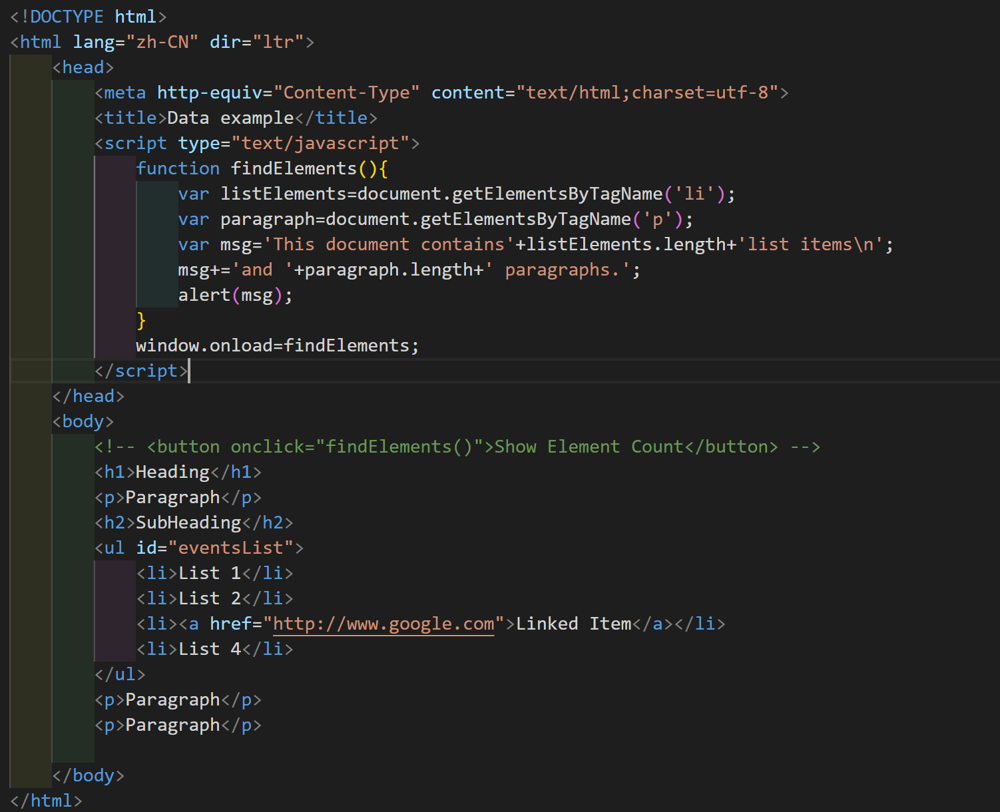 <!DOCTYPE html>
<html lang="zh-CN" dir="ltr">
    <head>
        <meta http-equiv="Content-Type" content="text/html;charset=utf-8">
        <title>Data example</title>
        <script type="text/javascript">
            function findElements(){
                var listElements=document.getElementsByTagName('li');
                var paragraph=document.getElementsByTagName('p');
                var msg='This document contains'+listElements.length+'list items\n';
                msg+='and '+paragraph.length+' paragraphs.';
                alert(msg);
            }
            window.onload=findElements;
        </script>
    </head>
    <body>
        <!-- <button onclick="findElements()">Show Element Count</button> -->
        <h1>Heading</h1>
        <p>Paragraph</p>
        <h2>SubHeading</h2>
        <ul id="eventsList">
            <li>List 1</li>
            <li>List 2</li>
            <li><a href="http://www.google.com">Linked Item</a></li>
            <li>List 4</li>
        </ul>
        <p>Paragraph</p>
        <p>Paragraph</p>

    </body>
</html>